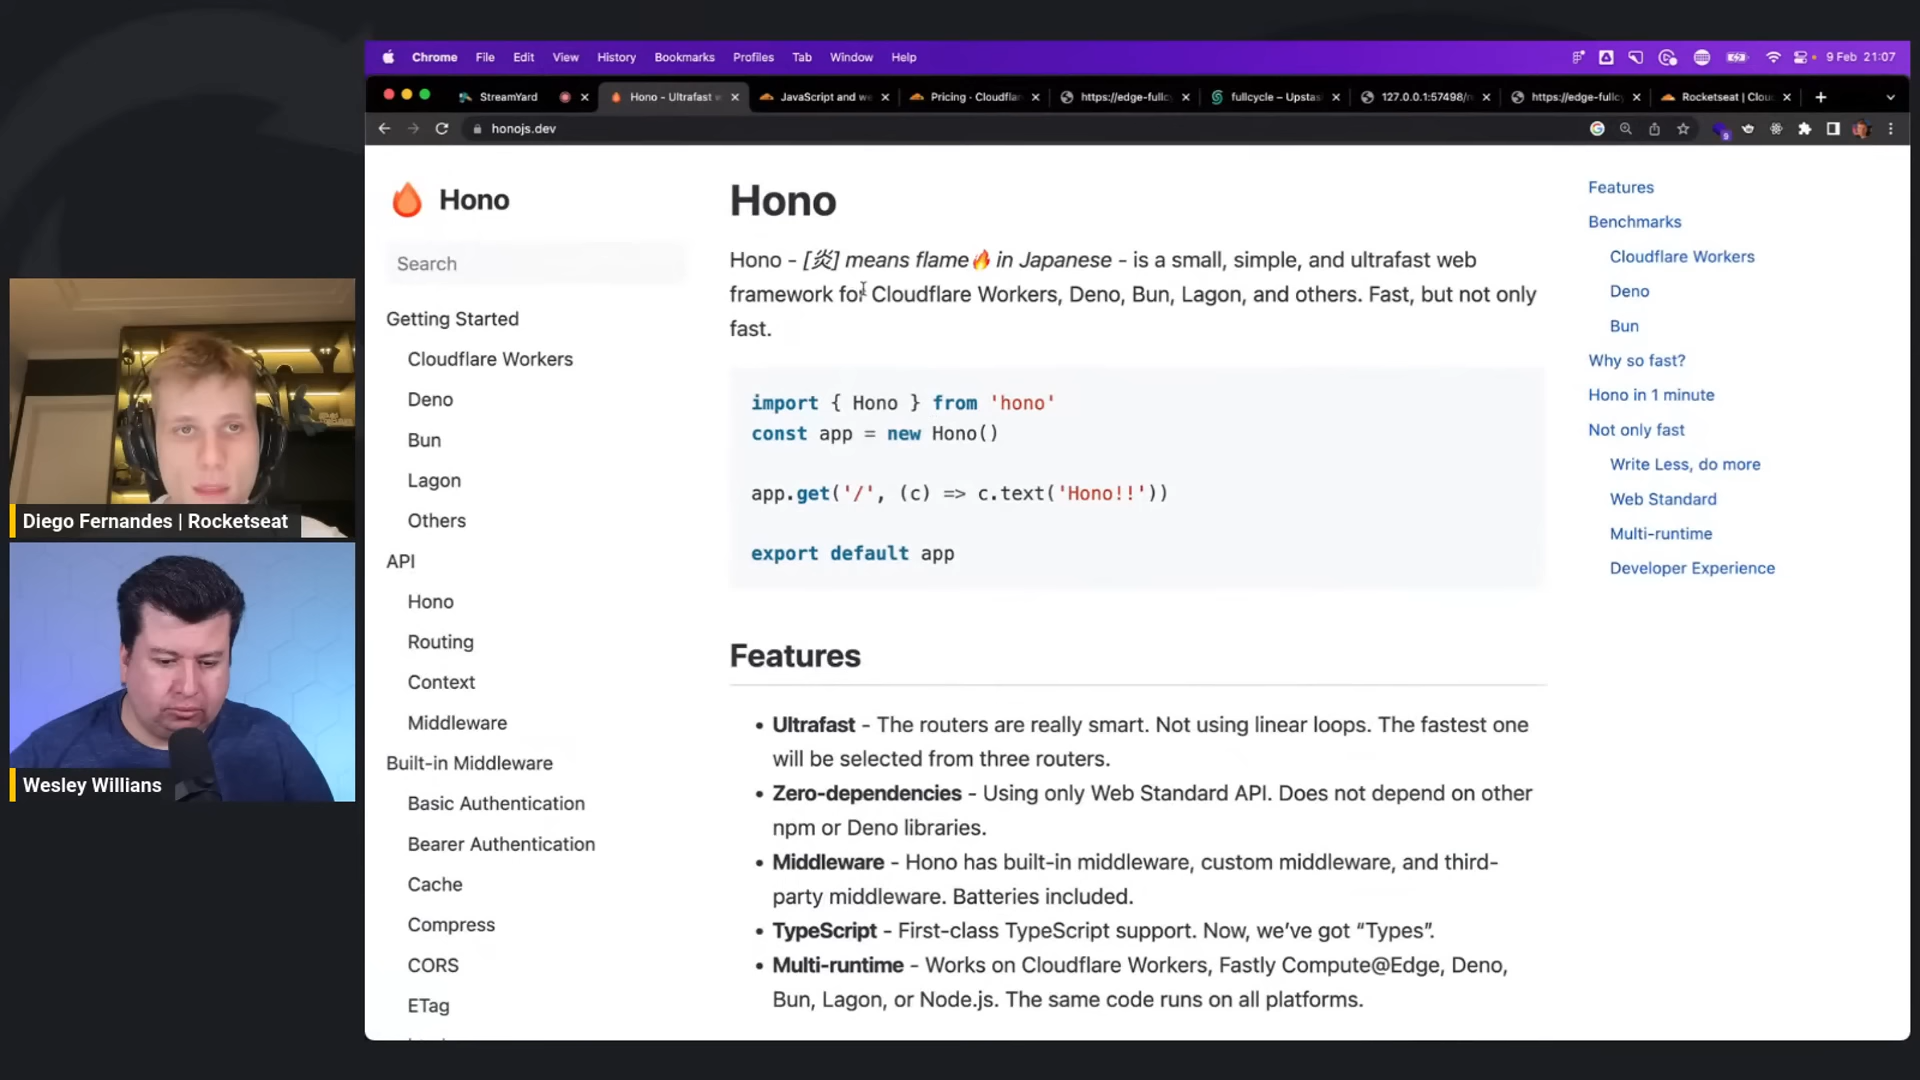 Chrome File Edit View History Bookmarks Profiles Tab Window Help 9 Feb 21:07
StreamYard Hono - Ultrafast w JavaScript and we Pricing · Cloudflar https://edge-fullc fullcycle – Upsta 127.0.0.1:57498/r https://edge-fullcy Rocketseat | Clou
honojs.dev
9
Hono
Search
Getting Started
Cloudflare Workers
Deno
Bun
Lagon
Others
API
Hono
Routing
Context
Middleware
Built-in Middleware
Basic Authentication
Bearer Authentication
Cache
Compress
CORS
ETag
Hono
Hono - [炎] means flame🔥 in Japanese - is a small, simple, and ultrafast web
framework for Cloudflare Workers, Deno, Bun, Lagon, and others. Fast, but not only
fast.
import { Hono } from 'hono'
const app = new Hono()
app.get('/', (c) => c.text('Hono!!'))
export default app
Features
• Ultrafast - The routers are really smart. Not using linear loops. The fastest one
will be selected from three routers.
• Zero-dependencies - Using only Web Standard API. Does not depend on other
npm or Deno libraries.
• Middleware - Hono has built-in middleware, custom middleware, and third-
party middleware. Batteries included.
• TypeScript - First-class TypeScript support. Now, we've got “Types”.
• Multi-runtime - Works on Cloudflare Workers, Fastly Compute@Edge, Deno,
Bun, Lagon, or Node.js. The same code runs on all platforms.
Features
Benchmarks
Cloudflare Workers
Deno
Bun
Why so fast?
Hono in 1 minute
Not only fast
Write Less, do more
Web Standard
Multi-runtime
Developer Experience
Diego Fernandes | Rocketseat
Wesley Willians